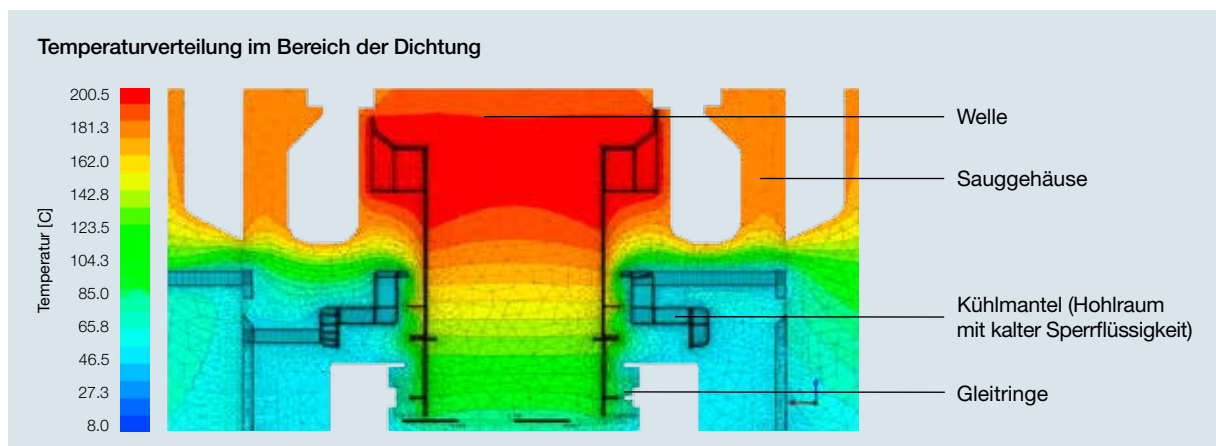 Temperaturverteilung im Bereich der Dichtung
Temperatur [C]
200.5
181.3
162.0
142.8
123.5
104.3
85.0
65.8
46.5
27.3
8.0
Welle
Sauggehäuse
Kühlmantel (Hohlraum
mit kalter Sperrflüssigkeit)
Gleitringe